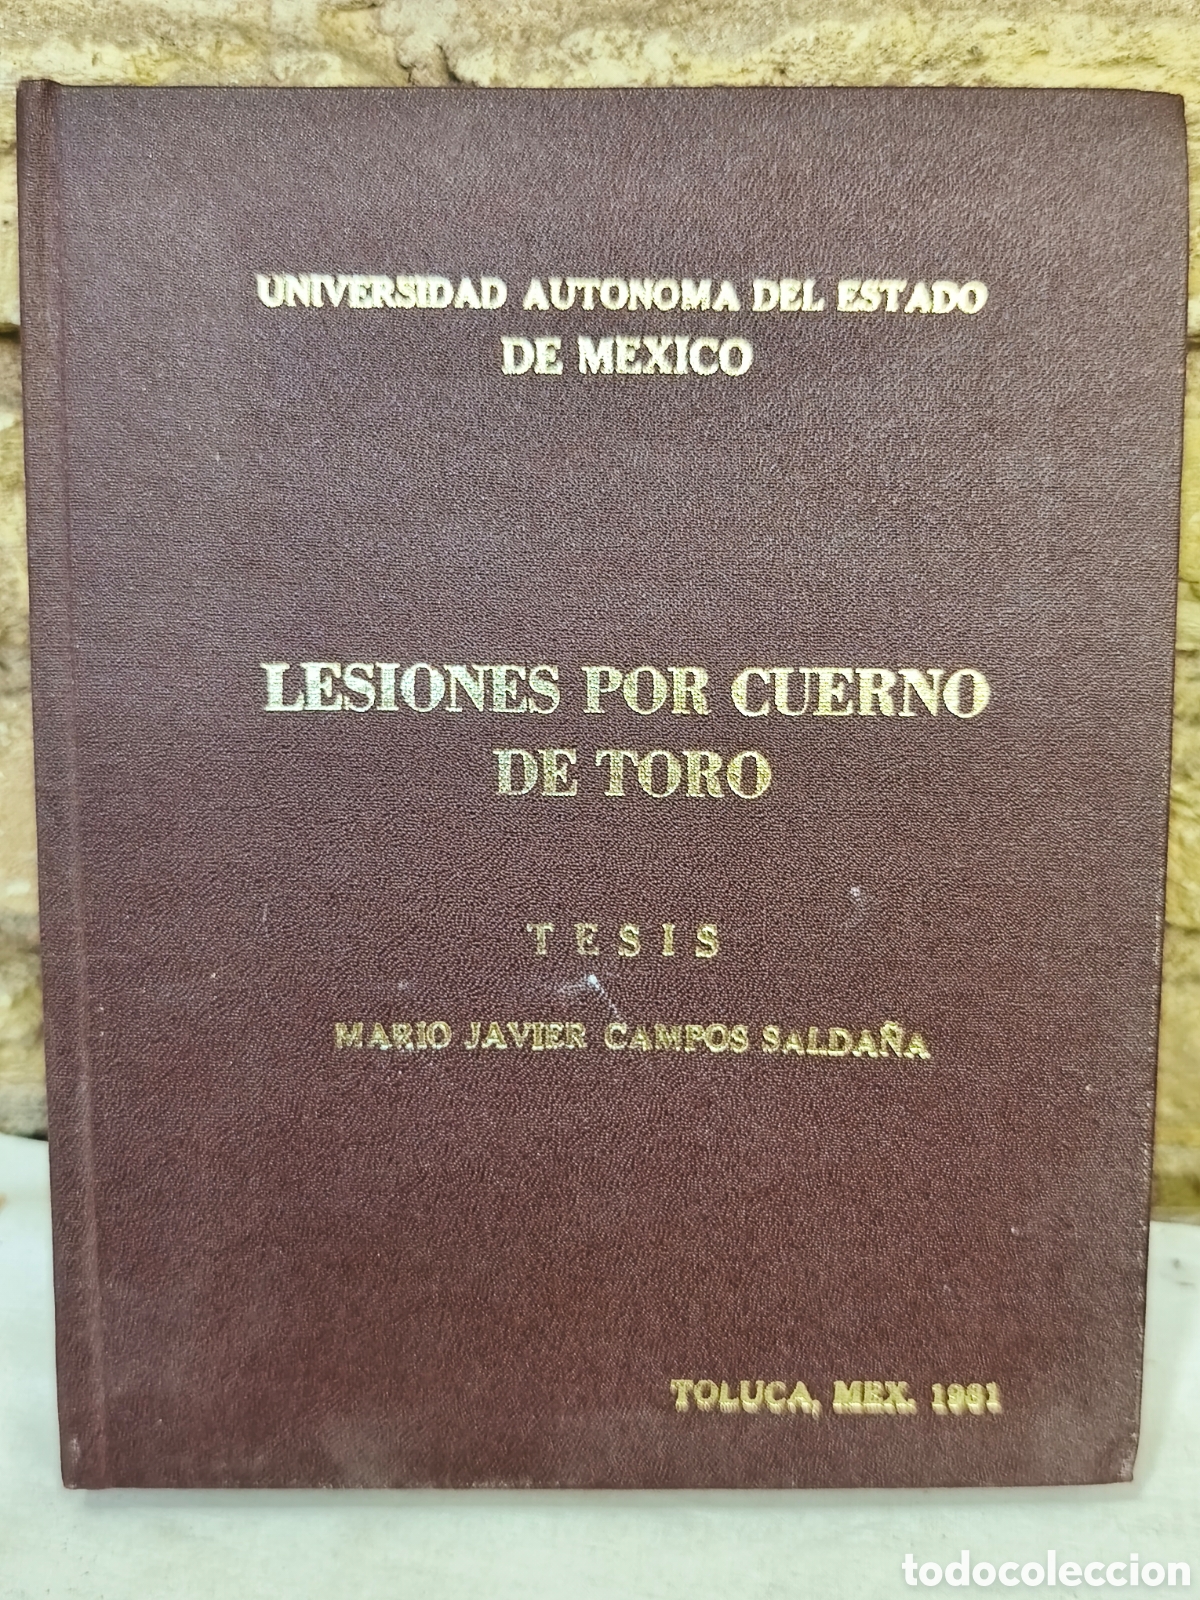 UNIVERSIDAD AUTONOMA DEL ESTADO
DE MEXICO
LESIONES POR CUERNO
DE TORO
TESIS
MARIO JAVIER CAMPOS SALDAÑA
TOLUCA, MEX. 1981
todocoleccion